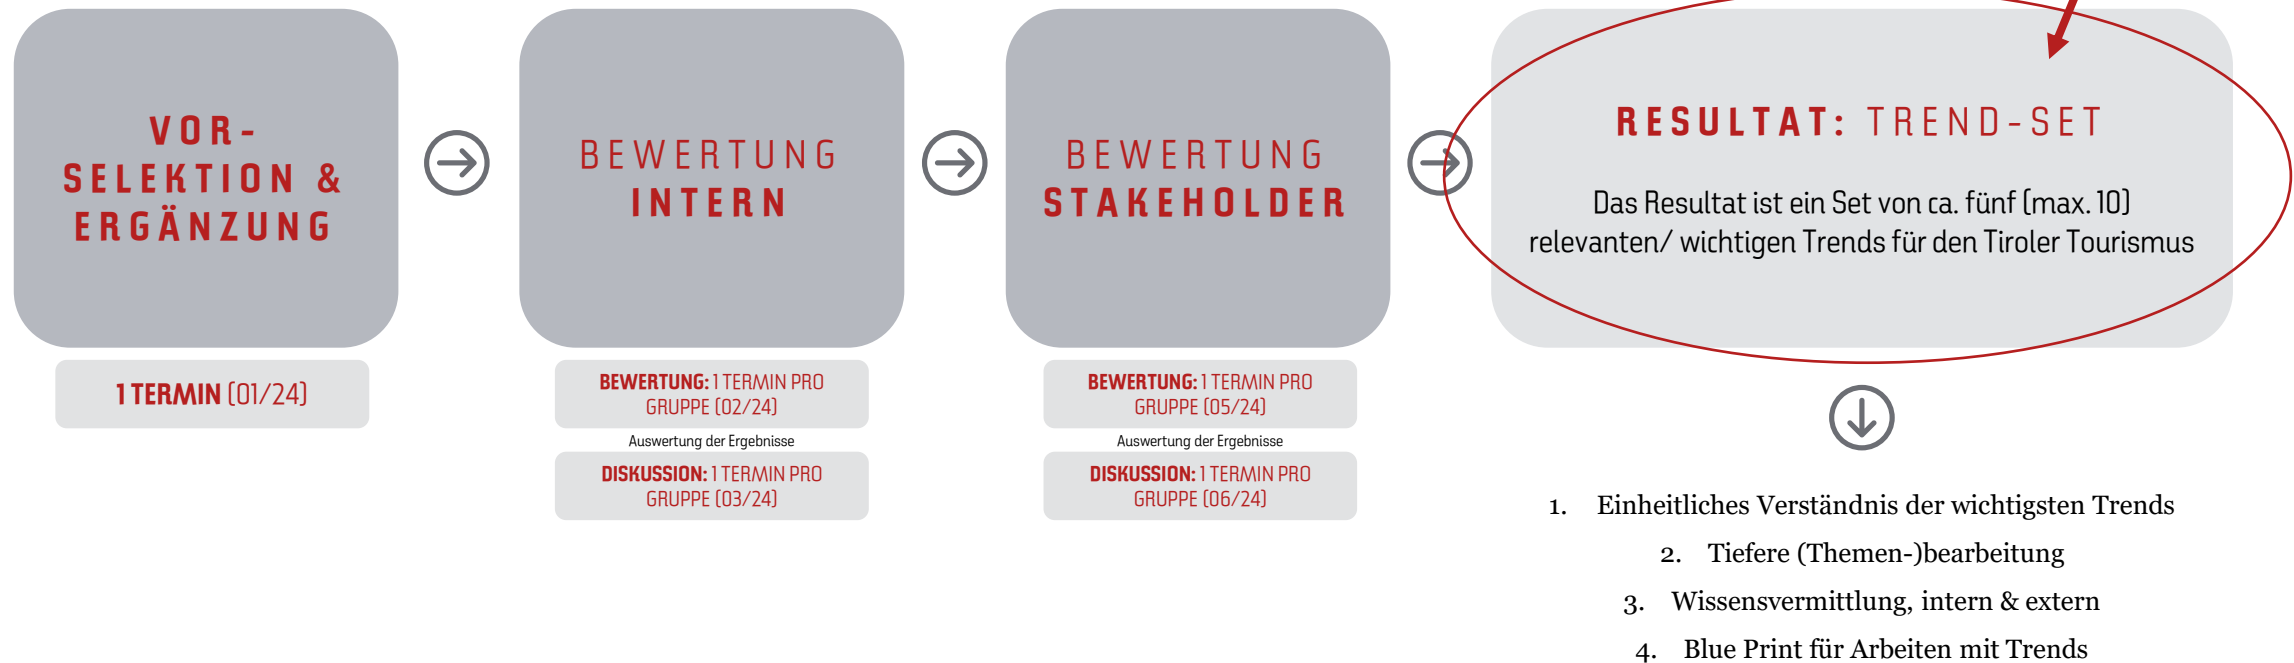 VOR-
SELEKTION &
ERGÄNZUNG
1 TERMIN (01/24)
BEWERTUNG
INTERN
BEWERTUNG: 1 TERMIN PRO
GRUPPE (02/24)
Auswertung der Ergebnisse
DISKUSSION: 1 TERMIN PRO
GRUPPE (03/24)
BEWERTUNG
STAKEHOLDER
BEWERTUNG: 1 TERMIN PRO
GRUPPE (05/24)
Auswertung der Ergebnisse
DISKUSSION: 1 TERMIN PRO
GRUPPE (06/24)
RESULTAT: TREND-SET
Das Resultat ist ein Set von ca. fünf (max. 10)
relevanten/ wichtigen Trends für den Tiroler Tourismus
1. Einheitliches Verständnis der wichtigsten Trends
2. Tiefere (Themen-)bearbeitung
3. Wissensvermittlung, intern & extern
4. Blue Print für Arbeiten mit Trends